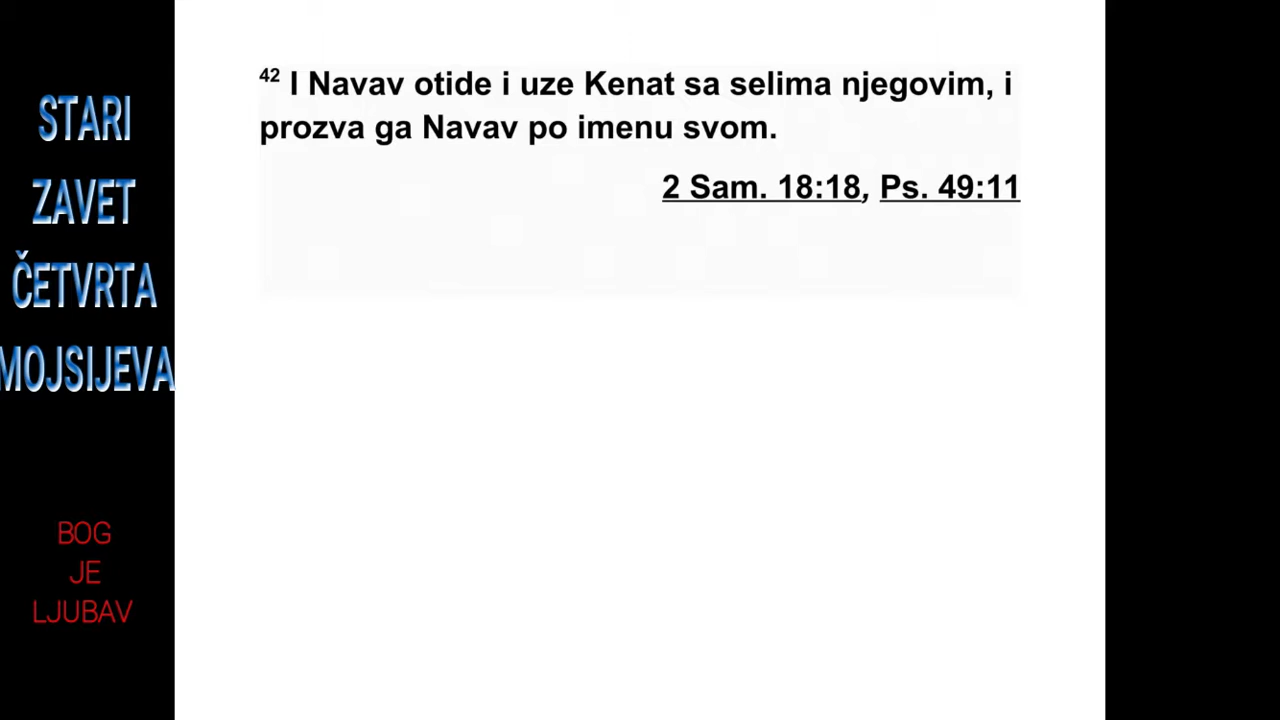 STARI
ZAVET
ČETVRTA
MOJSIJEVA
BOG
JE
LJUBAV
42 I Navav otide i uze Kenat sa selima njegovim, i
prozva ga Navav po imenu svom.
2 Sam. 18:18, Ps. 49:11